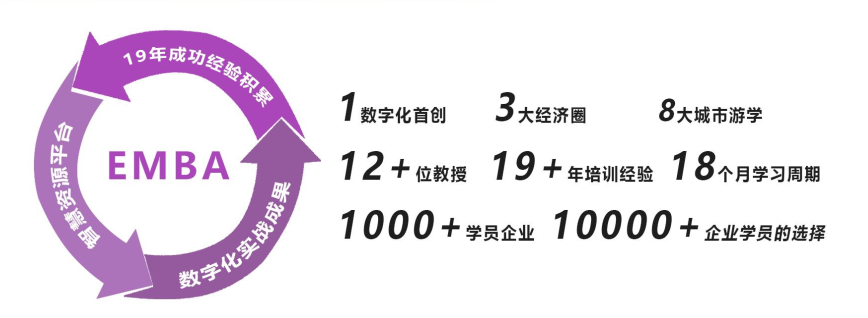 19年成功经验积累
智慧资源平台
EMBA
数字化实战成果
1数字化首创 3大经济圈 8大城市游学
12+位教授 19+年培训经验 18个月学习周期
1000+学员企业 10000+企业学员的选择